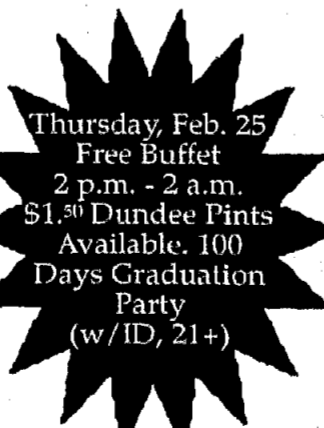 Thursday, Feb. 25
Free Buffet
2 p.m. - 2 a.m.
$1.50 Dundee Pints
Available. 100
Days Graduation
Party
(w/ID, 21+)